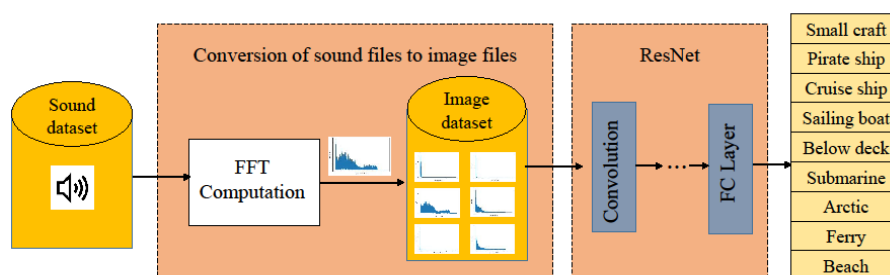 Conversion of sound files to image files
ResNet
Sound
dataset
FFT
Computation
Image
dataset
Convolution
...
FC Layer
Small craft
Pirate ship
Cruise ship
Sailing boat
Below deck
Submarine
Arctic
Ferry
Beach